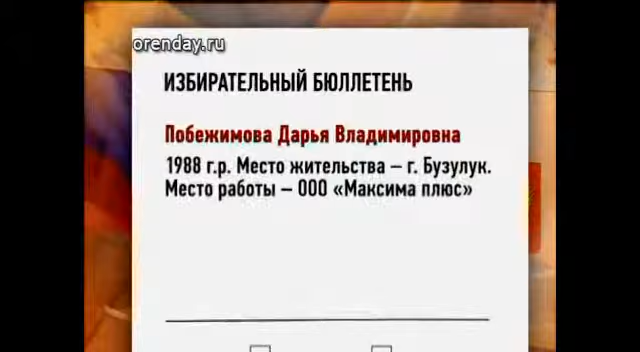 orenday.ru
ИЗБИРАТЕЛЬНЫЙ БЮЛЛЕТЕНЬ
Побежимова Дарья Владимировна
1988 г.р. Место жительства – г. Бузулук.
Место работы – ООО «Максима плюс»